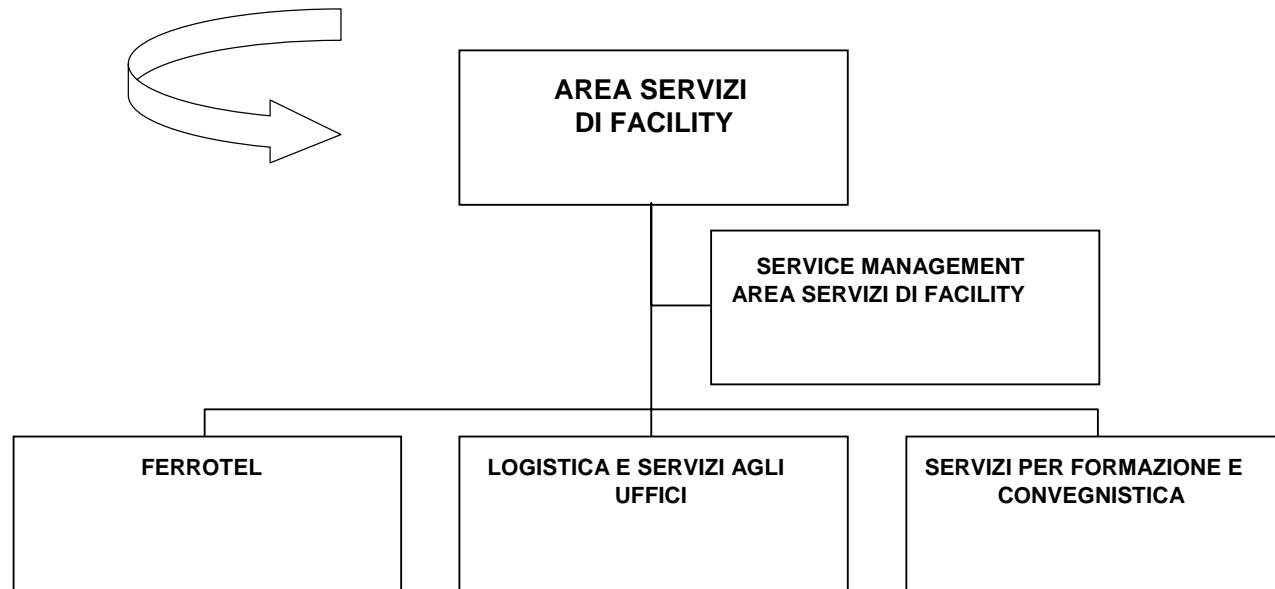 AREA SERVIZI
DI FACILITY
SERVICE MANAGEMENT
AREA SERVIZI DI FACILITY
FERROTEL
LOGISTICA E SERVIZI AGLI
UFFICI
SERVIZI PER FORMAZIONE E
CONVEGNISTICA